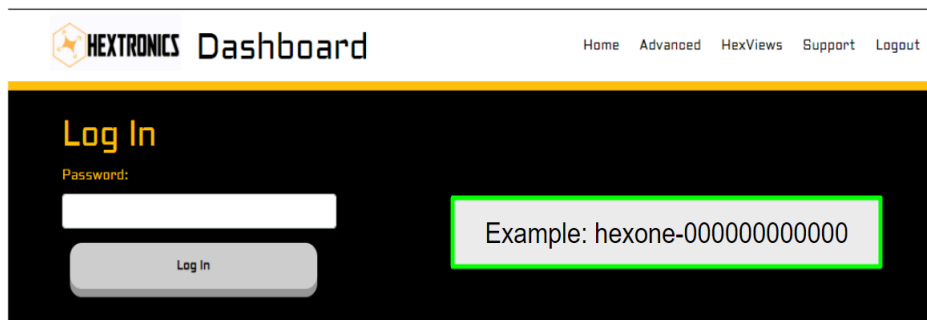 HEXTRONICS Dashboard
Home Advanced HexViews Support Logout
Log In
Password:
Example: hexone-000000000000
Log In